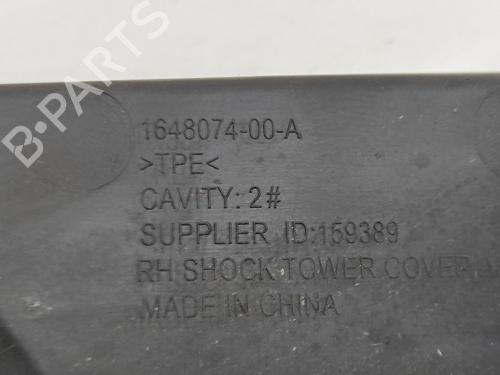 1648074-00-A
>TPE<
CAVITY: 2#
SUPPLIER ID:159389
RH SHOCK TOWER COVER
MADE IN CHINA
B-PARTS